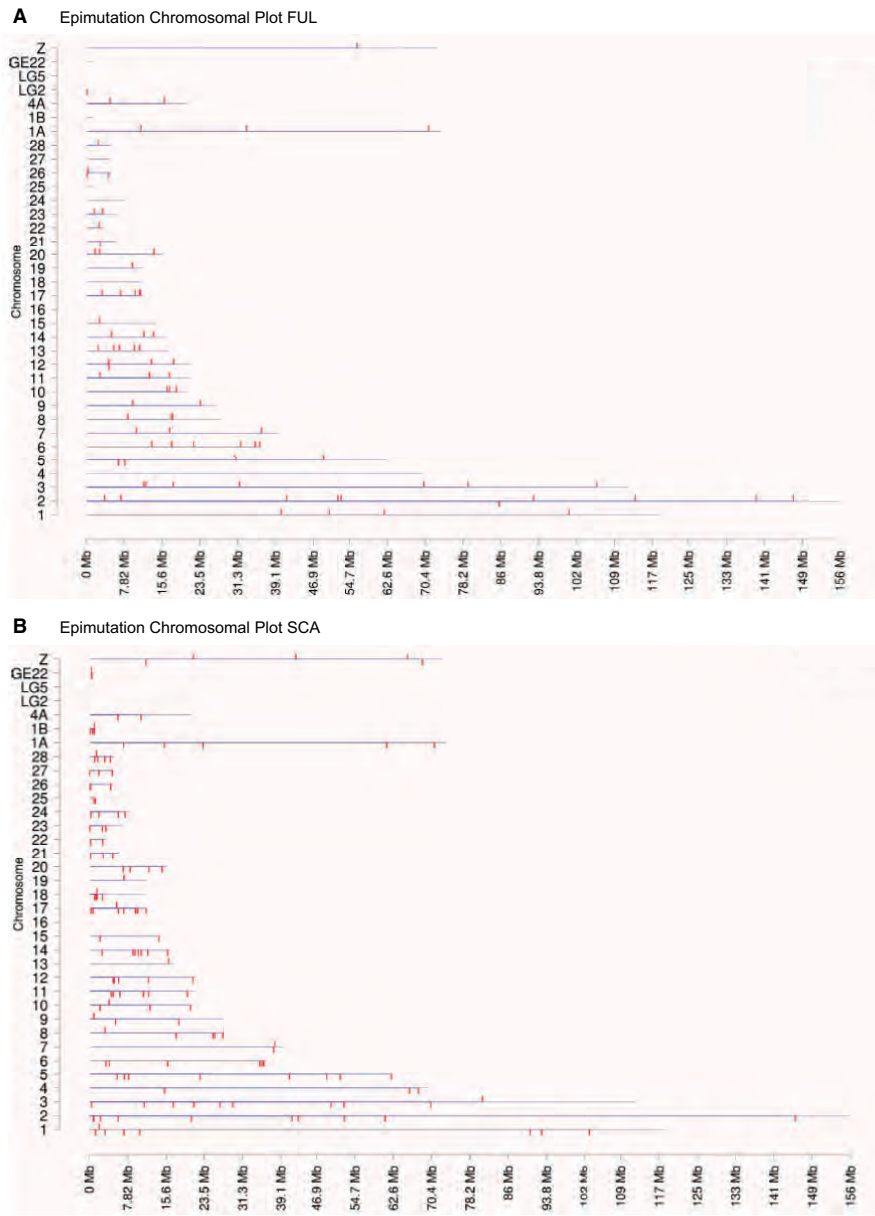 A Epimutation Chromosomal Plot FUL
Z
GE22
LG5
LG2
4A
1B
1A
28
27
26
25
24
23
22
21
20
19
18
17
16
15
14
13
12
11
10
9
8
7
6
5
4
3
2
1
Chromosome
0 Mb
7.82 Mb
15.6 Mb
23.5 Mb
31.3 Mb
39.1 Mb
46.9 Mb
54.7 Mb
62.6 Mb
70.4 Mb
78.2 Mb
86 Mb
93.8 Mb
102 Mb
109 Mb
117 Mb
125 Mb
133 Mb
141 Mb
149 Mb
156 Mb
B Epimutation Chromosomal Plot SCA
Z
GE22
LG5
LG2
4A
1B
1A
28
27
26
25
24
23
22
21
20
19
18
17
16
15
14
13
12
11
10
9
8
7
6
5
4
3
2
1
Chromosome
0 Mb
7.82 Mb
15.6 Mb
23.5 Mb
31.3 Mb
39.1 Mb
46.9 Mb
54.7 Mb
62.6 Mb
70.4 Mb
78.2 Mb
86 Mb
93.8 Mb
102 Mb
109 Mb
117 Mb
125 Mb
133 Mb
141 Mb
149 Mb
156 Mb